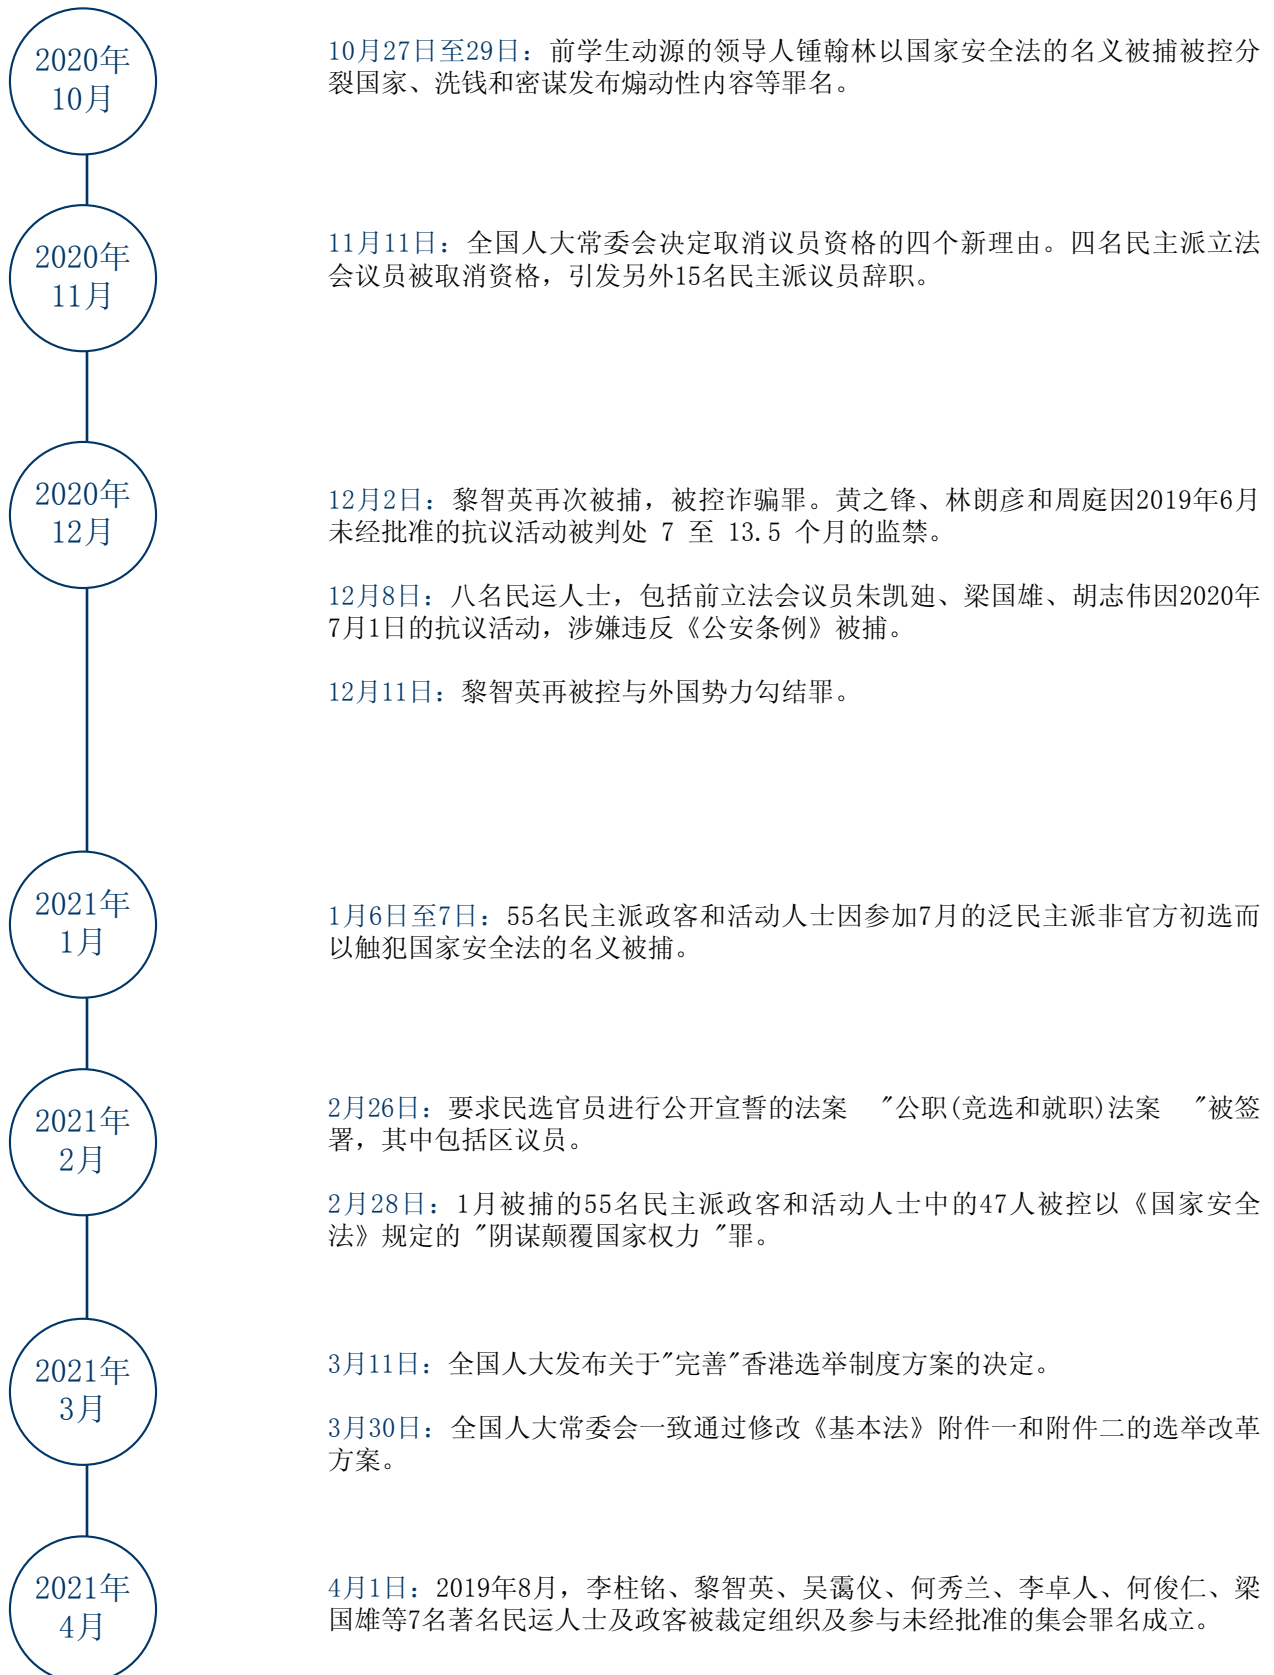 2020年
10月
10月27日至29日：前学生动源的领导人锺翰林以国家安全法的名义被捕被控分
裂国家、洗钱和密谋发布煽动性内容等罪名。
2020年
11月
11月11日：全国人大常委会决定取消议员资格的四个新理由。四名民主派立法
会议员被取消资格，引发另外15名民主派议员辞职。
2020年
12月
12月2日：黎智英再次被捕，被控诈骗罪。黄之锋、林朗彦和周庭因2019年6月
未经批准的抗议活动被判处 7 至 13.5 个月的监禁。
12月8日：八名民运人士，包括前立法会议员朱凯廸、梁国雄、胡志伟因2020年
7月1日的抗议活动，涉嫌违反《公安条例》被捕。
12月11日：黎智英再被控与外国势力勾结罪。
2021年
1月
1月6日至7日：55名民主派政客和活动人士因参加7月的泛民主派非官方初选而
以触犯国家安全法的名义被捕。
2021年
2月
2月26日：要求民选官员进行公开宣誓的法案 "公职(竞选和就职)法案 "被签
署，其中包括区议员。
2月28日：1月被捕的55名民主派政客和活动人士中的47人被控以《国家安全
法》规定的 "阴谋颠覆国家权力 "罪。
2021年
3月
3月11日：全国人大发布关于"完善"香港选举制度方案的决定。
3月30日：全国人大常委会一致通过修改《基本法》附件一和附件二的选举改革
方案。
2021年
4月
4月1日：2019年8月，李柱铭、黎智英、吴霭仪、何秀兰、李卓人、何俊仁、梁
国雄等7名著名民运人士及政客被裁定组织及参与未经批准的集会罪名成立。